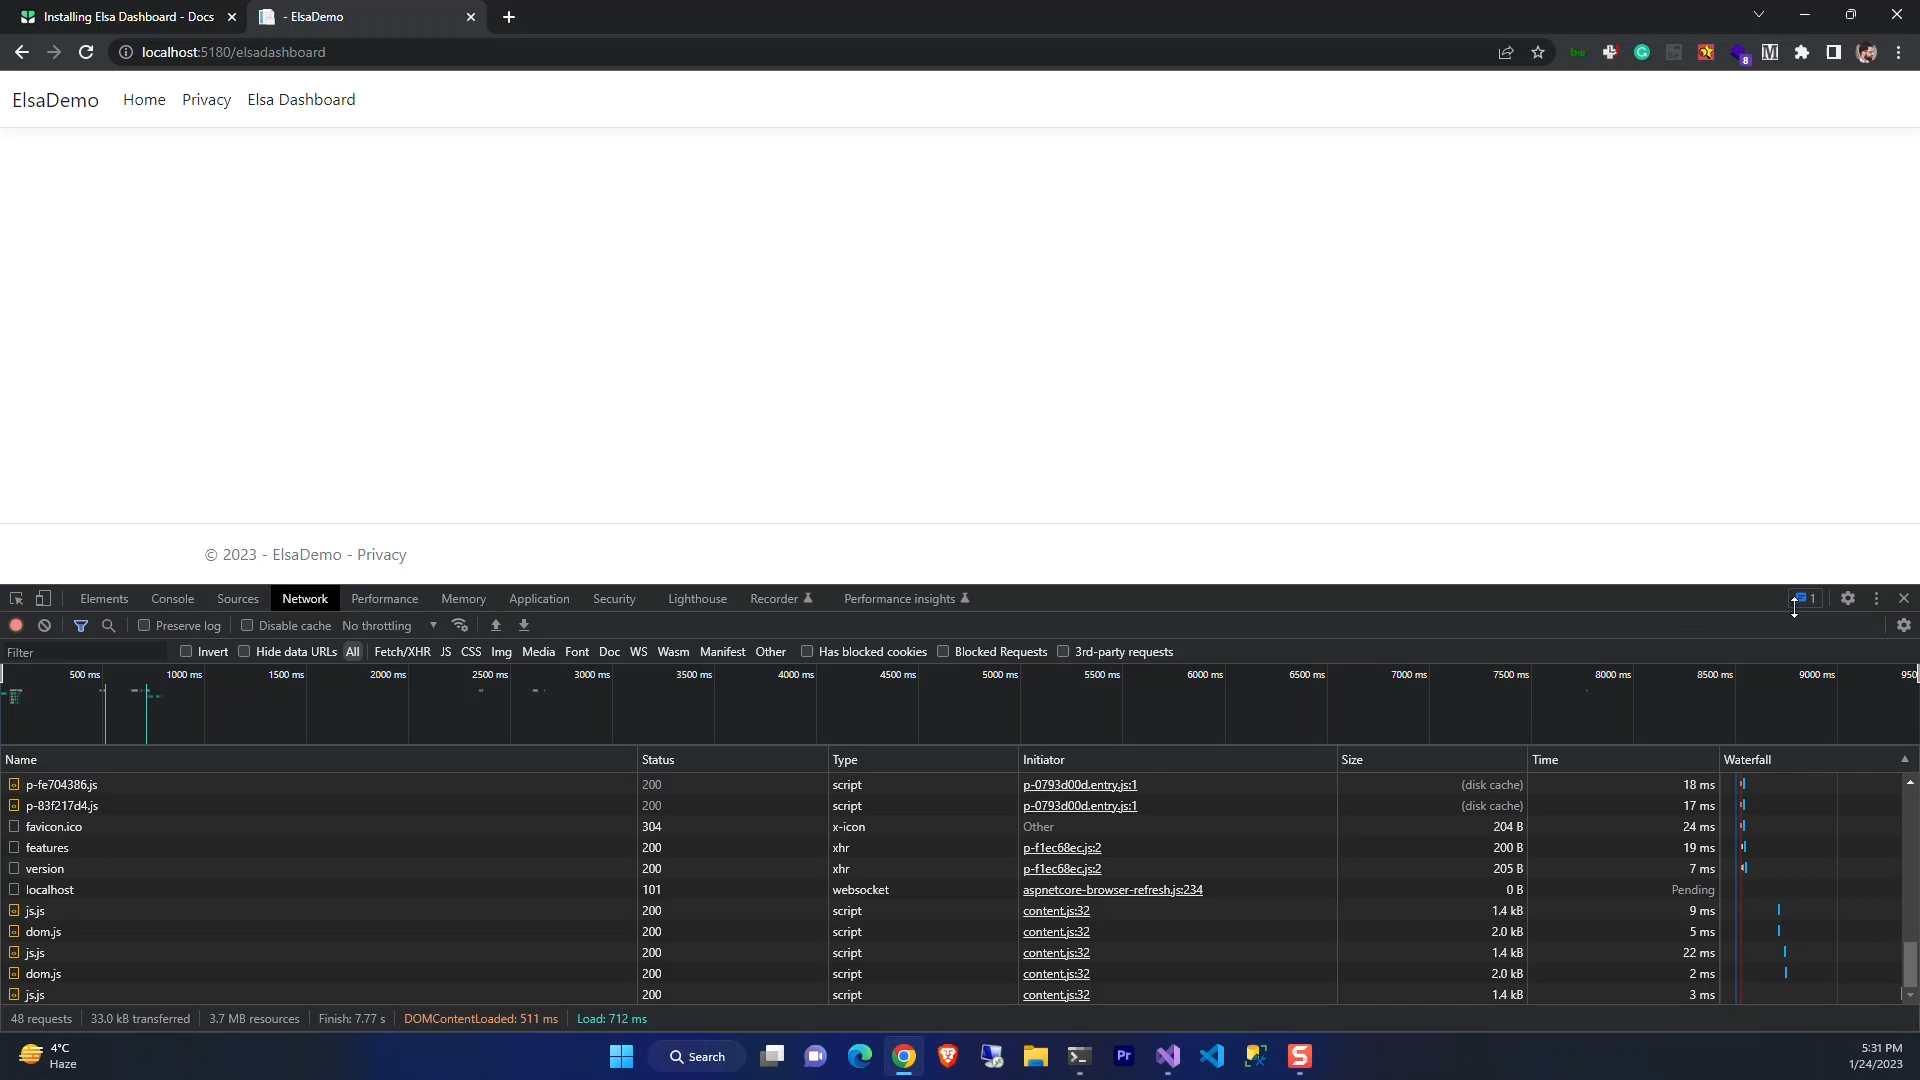 Installing Elsa Dashboard - Docs
- ElsaDemo
localhost:5180/elsadashboard
8
ElsaDemo Home Privacy Elsa Dashboard
© 2023 - ElsaDemo - Privacy
Elements Console Sources Network Performance Memory Application Security Lighthouse Recorder Performance insights 1
Preserve log Disable cache No throttling
Filter Invert Hide data URLs All Fetch/XHR JS CSS Img Media Font Doc WS Wasm Manifest Other Has blocked cookies Blocked Requests 3rd-party requests
500 ms 1000 ms 1500 ms 2000 ms 2500 ms 3000 ms 3500 ms 4000 ms 4500 ms 5000 ms 5500 ms 6000 ms 6500 ms 7000 ms 7500 ms 8000 ms 8500 ms 9000 ms 950
Name Status Type Initiator Size Time Waterfall
p-fe704386.js 200 script p-0793d00d.entry.js:1 (disk cache) 18 ms
p-83f217d4.js 200 script p-0793d00d.entry.js:1 (disk cache) 17 ms
favicon.ico 304 x-icon Other 204 B 24 ms
features 200 xhr p-f1ec68ec.js:2 200 B 19 ms
version 200 xhr p-f1ec68ec.js:2 205 B 7 ms
localhost 101 websocket aspnetcore-browser-refresh.js:234 0 B Pending
js.js 200 script content.js:32 1.4 kB 9 ms
dom.js 200 script content.js:32 2.0 kB 5 ms
js.js 200 script content.js:32 1.4 kB 22 ms
dom.js 200 script content.js:32 2.0 kB 2 ms
js.js 200 script content.js:32 1.4 kB 3 ms
48 requests 33.0 kB transferred 3.7 MB resources Finish: 7.77 s DOMContentLoaded: 511 ms Load: 712 ms
4°C
Haze
Search
Pr
5:31 PM
1/24/2023